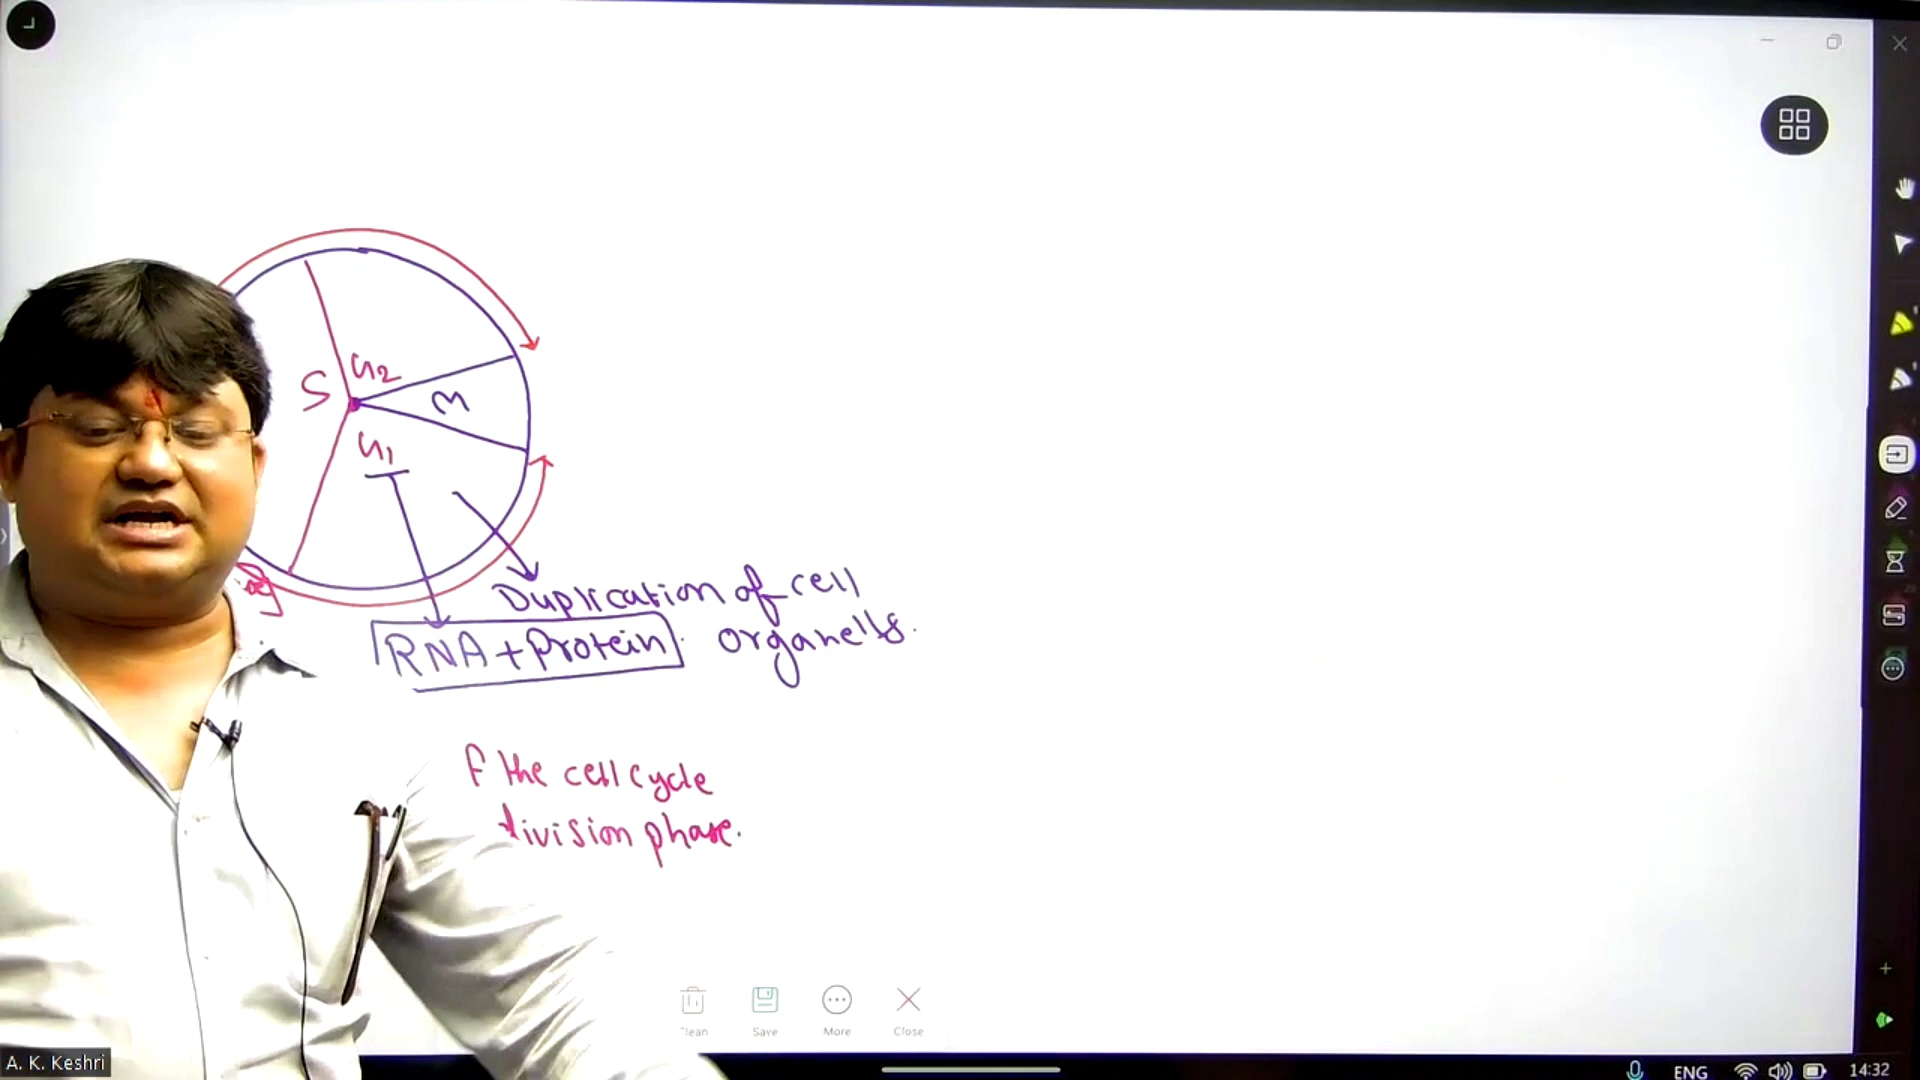 G2
S
M
G1
Duplication of cell
RNA + Protein organells.
f the cell cycle
division phase.
Clean Save More Close
A. K. Keshri
ENG 14:32